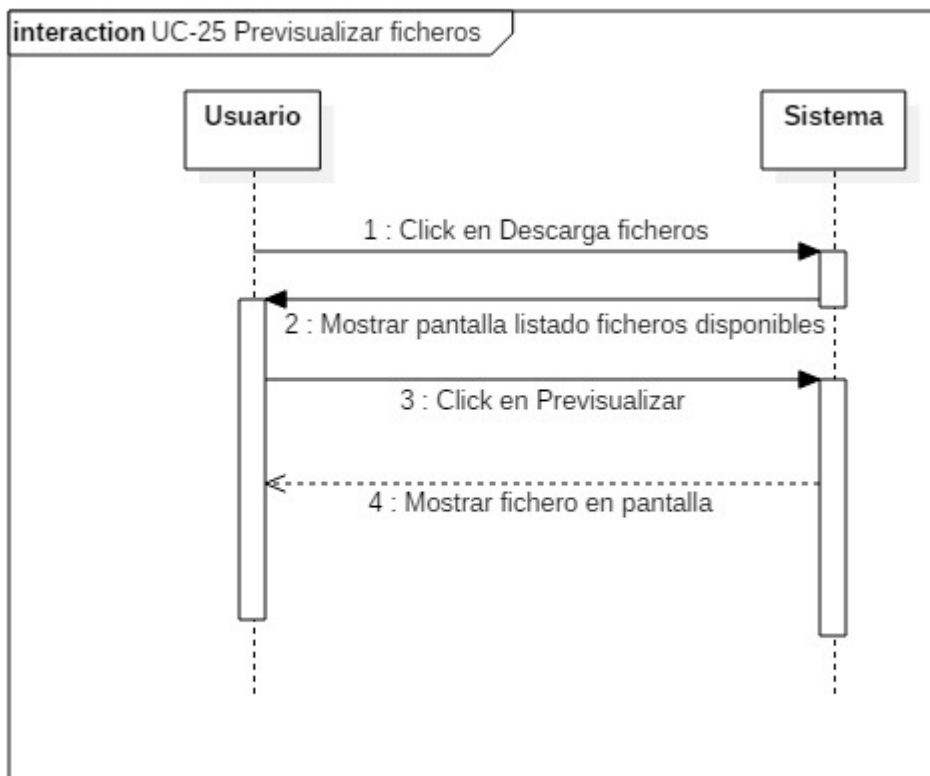 interaction UC-25 Previsualizar ficheros
Usuario
Sistema
1 : Click en Descarga ficheros
2 : Mostrar pantalla listado ficheros disponibles
3 : Click en Previsualizar
4 : Mostrar fichero en pantalla